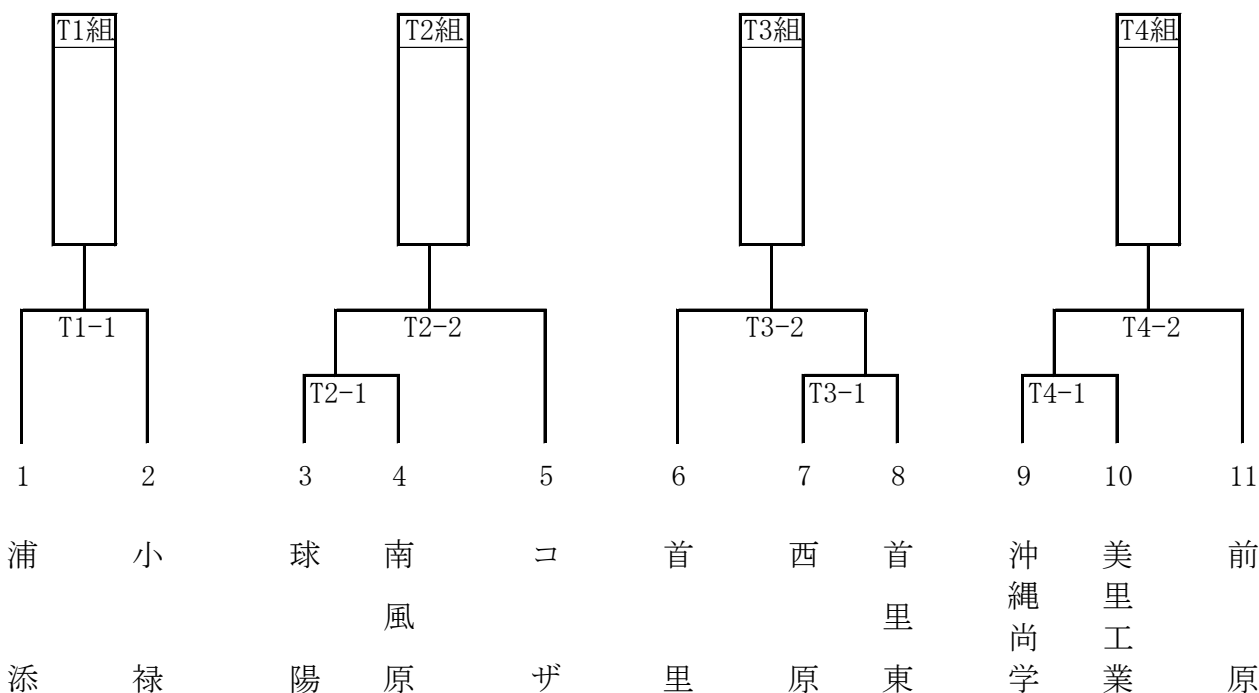 T1組
T2組
T3組
T4組
T1-1
T2-2
T3-2
T4-2
T2-1
T3-1
T4-1
1
2
3
4
5
6
7
8
9
10
11
浦添
小禄
球陽
南風原
コザ
首里
西原
首里東
沖縄尚学
美里工業
前原